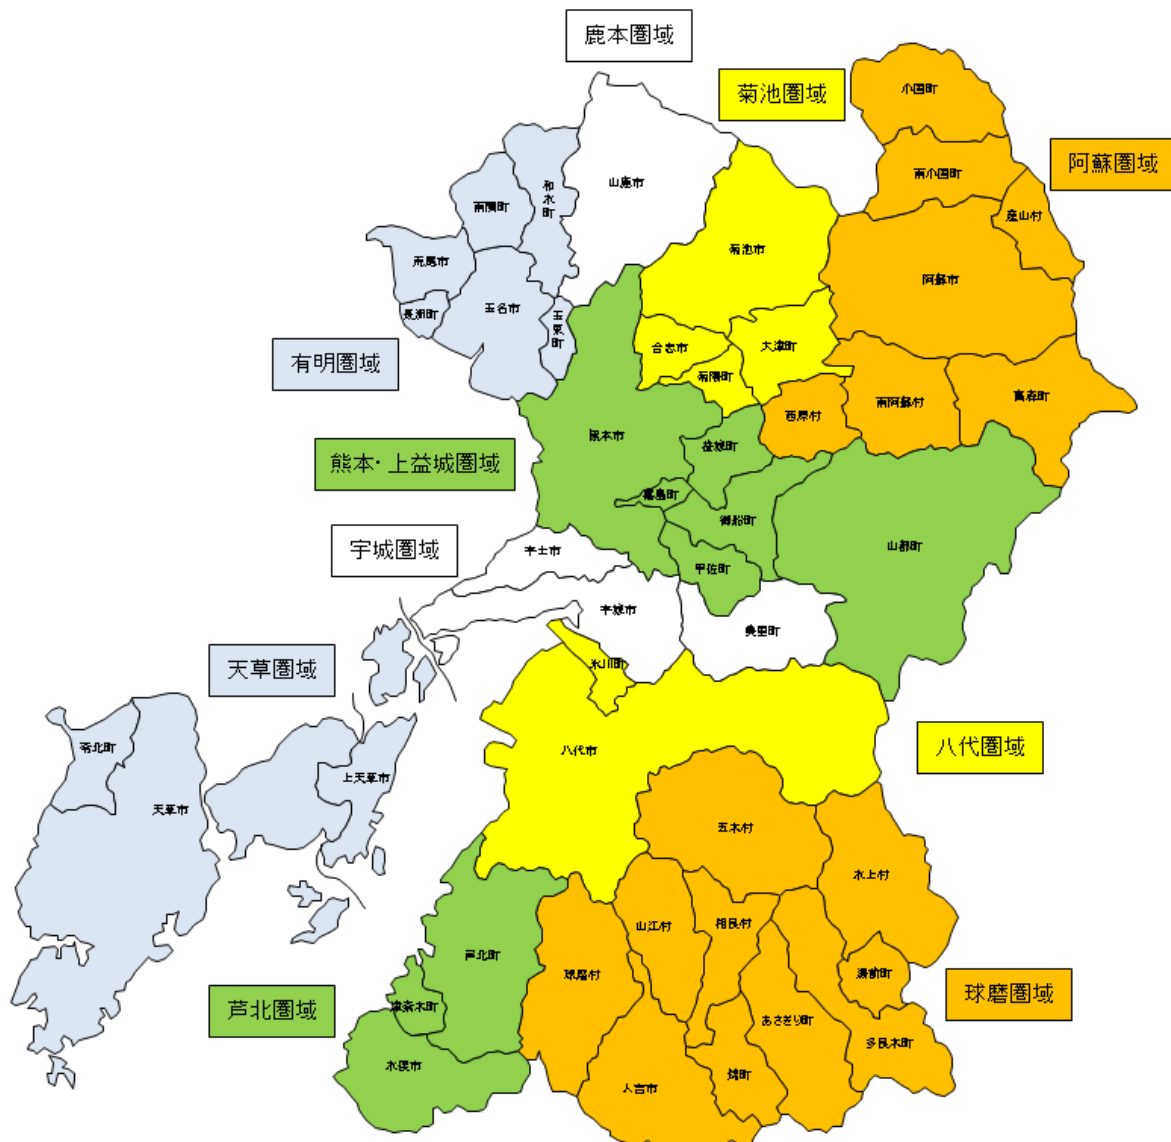 鹿本圏域
菊池圏域
小国町
阿蘇圏域
南小国町
山鹿市
和水町
南関町
産山村
菊池市
荒尾市
阿蘇市
長洲町
玉名市
玉東町
合志市
大津町
有明圏域
菊陽町
西原村
南阿蘇村
高森町
熊本市
益城町
熊本・上益城圏域
嘉島町
御船町
山都町
宇城圏域
宇土市
甲佐町
宇城市
美里町
氷川町
天草圏域
苓北町
八代市
八代圏域
上天草市
天草市
五木村
水上村
山江村
相良村
芦北町
球磨村
湯前町
球磨圏域
芦北圏域
津奈木町
あさぎり町
多良木町
水俣市
錦町
人吉市